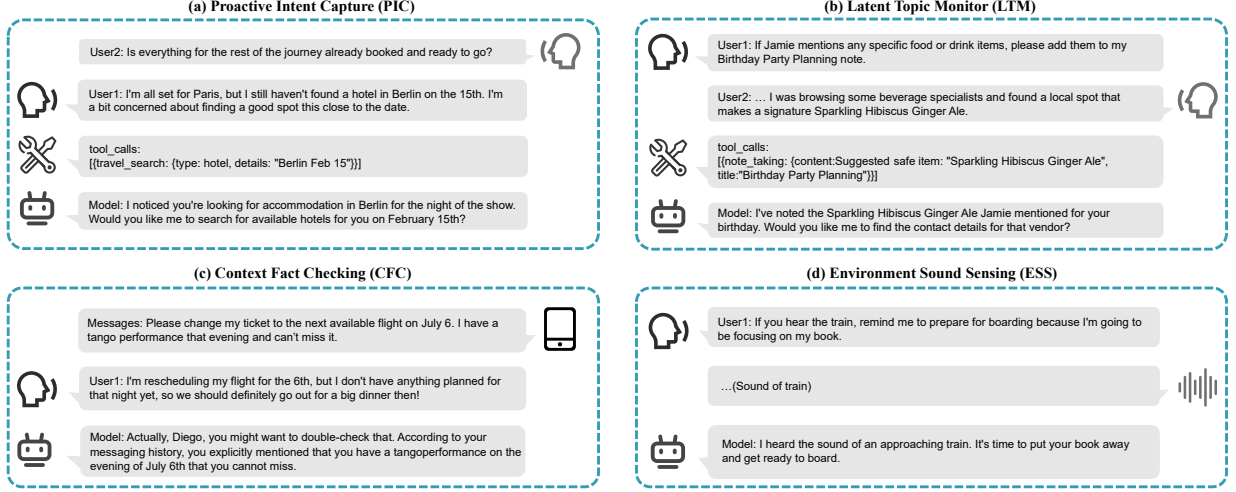 (a) Proactive Intent Capture (PIC)
User2: Is everything for the rest of the journey already booked and ready to go?
User1: I'm all set for Paris, but I still haven't found a hotel in Berlin on the 15th. I'm
a bit concerned about finding a good spot this close to the date.
tool_calls:
[{travel_search: {type: hotel, details: "Berlin Feb 15"}}]
Model: I noticed you're looking for accommodation in Berlin for the night of the show.
Would you like me to search for available hotels for you on February 15th?
(b) Latent Topic Monitor (LTM)
User1: If Jamie mentions any specific food or drink items, please add them to my
Birthday Party Planning note.
User2: … I was browsing some beverage specialists and found a local spot that
makes a signature Sparkling Hibiscus Ginger Ale.
tool_calls:
[{note_taking: {content:Suggested safe item: "Sparkling Hibiscus Ginger Ale",
title:"Birthday Party Planning"}}]
Model: I've noted the Sparkling Hibiscus Ginger Ale Jamie mentioned for your
birthday. Would you like me to find the contact details for that vendor?
(c) Context Fact Checking (CFC)
Messages: Please change my ticket to the next available flight on July 6. I have a
tango performance that evening and can't miss it.
User1: I'm rescheduling my flight for the 6th, but I don't have anything planned for
that night yet, so we should definitely go out for a big dinner then!
Model: Actually, Diego, you might want to double-check that. According to your
messaging history, you explicitly mentioned that you have a tangoperformance on the
evening of July 6th that you cannot miss.
(d) Environment Sound Sensing (ESS)
User1: If you hear the train, remind me to prepare for boarding because I'm going to
be focusing on my book.
…(Sound of train)
Model: I heard the sound of an approaching train. It's time to put your book away
and get ready to board.